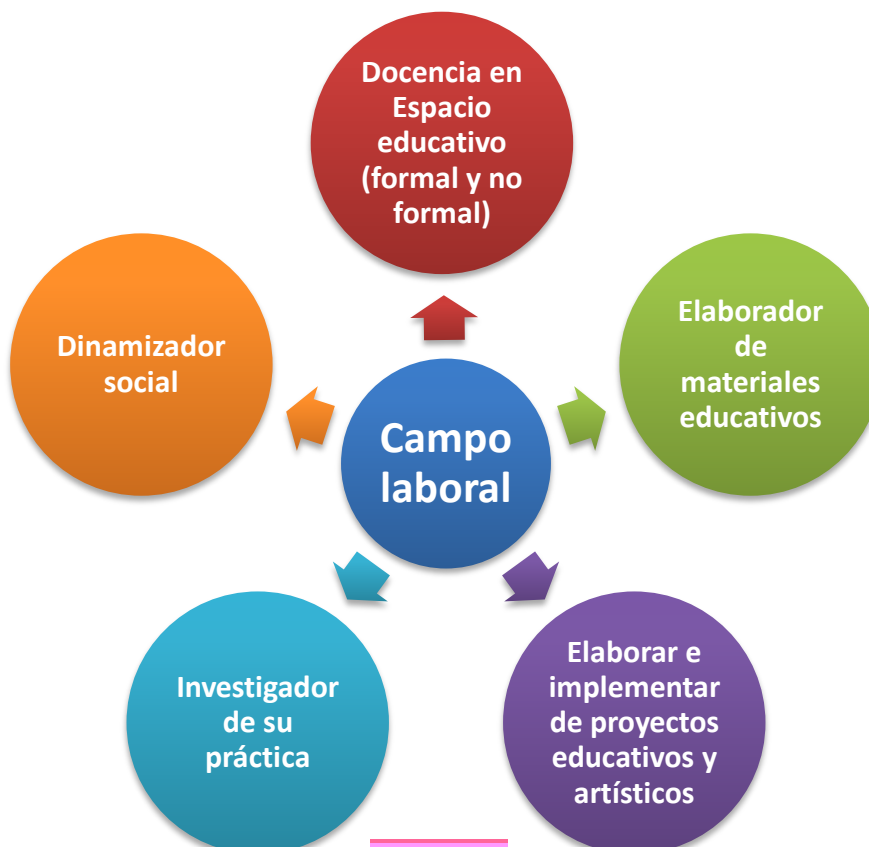 Docencia en
Espacio
educativo
(formal y no
formal)
Dinamizador
social
Elaborador
de
materiales
educativos
Campo
laboral
Investigador
de su
práctica
Elaborar e
implementar
de proyectos
educativos y
artísticos